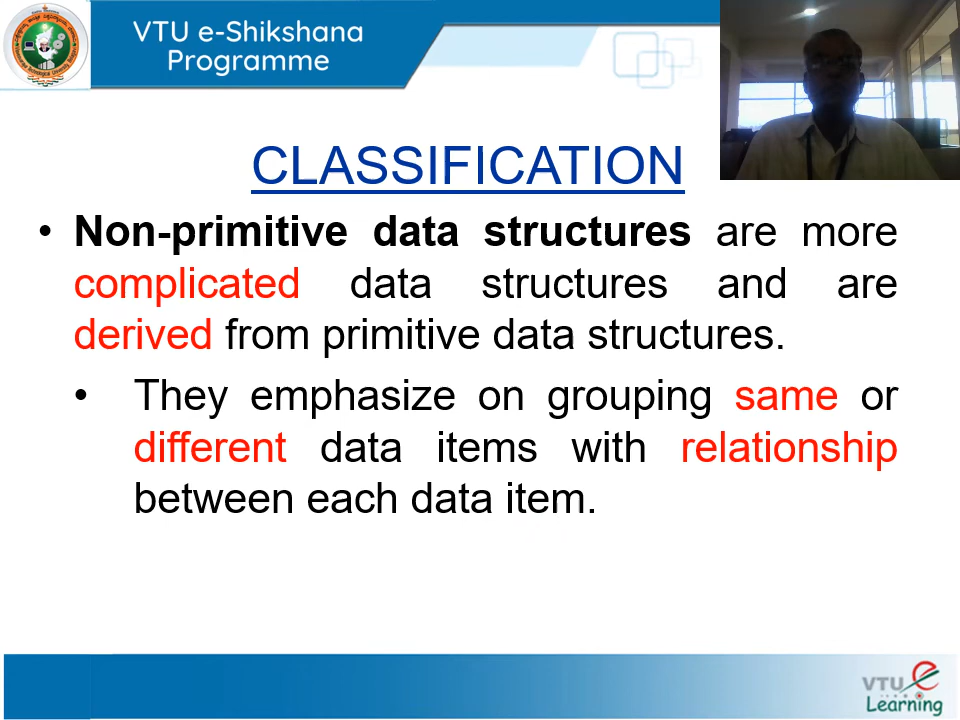 VTU e-Shikshana
Programme
CLASSIFICATION
• Non-primitive data structures are more
complicated data structures and are
derived from primitive data structures.
• They emphasize on grouping same or
different data items with relationship
between each data item.
VTU e
Learning